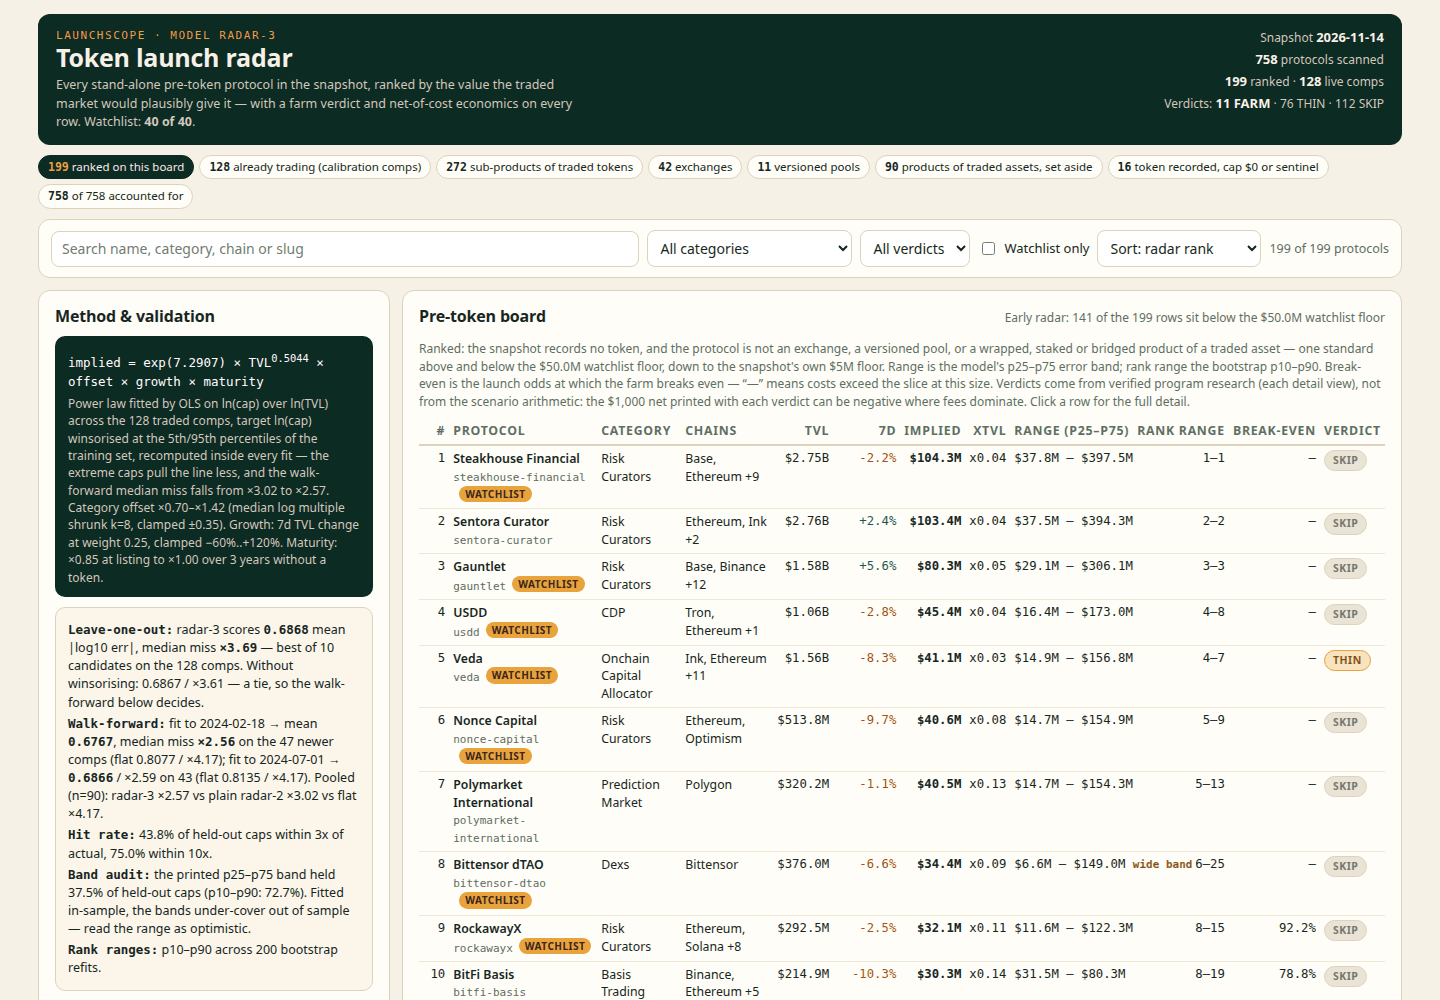 LAUNCHSCOPE · MODEL RADAR-3
Token launch radar
Every stand-alone pre-token protocol in the snapshot, ranked by the value the traded
market would plausibly give it — with a farm verdict and net-of-cost economics on every
row. Watchlist: 40 of 40.
Snapshot 2026-11-14
758 protocols scanned
199 ranked · 128 live comps
Verdicts: 11 FARM · 76 THIN · 112 SKIP
199 ranked on this board
128 already trading (calibration comps)
272 sub-products of traded tokens
42 exchanges
11 versioned pools
90 products of traded assets, set aside
16 token recorded, cap $0 or sentinel
758 of 758 accounted for
Search name, category, chain or slug
All categories
All verdicts
Watchlist only
Sort: radar rank
199 of 199 protocols
Method & validation
implied = exp(7.2907) × TVL^0.5044 ×
offset × growth × maturity
Power law fitted by OLS on ln(cap) over ln(TVL)
across the 128 traded comps, target ln(cap)
winsorised at the 5th/95th percentiles of the
training set, recomputed inside every fit — the
extreme caps pull the line less, and the walk-
forward median miss falls from ×3.02 to ×2.57.
Category offset ×0.70–×1.42 (median log multiple
shrunk k=8, clamped ±0.35). Growth: 7d TVL change
at weight 0.25, clamped −60%..+120%. Maturity:
×0.85 at listing to ×1.00 over 3 years without a
token.
Leave-one-out: radar-3 scores 0.6868 mean
|log10 err|, median miss ×3.69 — best of 10
candidates on the 128 comps. Without
winsorising: 0.6867 / ×3.61 — a tie, so the walk-
forward below decides.
Walk-forward: fit to 2024-02-18 → mean
0.6767, median miss ×2.56 on the 47 newer
comps (flat 0.8077 / ×4.17); fit to 2024-07-01 →
0.6866 / ×2.59 on 43 (flat 0.8135 / ×4.17). Pooled
(n=90): radar-3 ×2.57 vs plain radar-2 ×3.02 vs flat
×4.17.
Hit rate: 43.8% of held-out caps within 3x of
actual, 75.0% within 10x.
Band audit: the printed p25–p75 band held
37.5% of held-out caps (p10–p90: 72.7%). Fitted
in-sample, the bands under-cover out of sample
— read the range as optimistic.
Rank ranges: p10–p90 across 200 bootstrap
refits.
Pre-token board
Early radar: 141 of the 199 rows sit below the $50.0M watchlist floor
Ranked: the snapshot records no token, and the protocol is not an exchange, a versioned pool, or a wrapped, staked or bridged product of a traded asset — one standard
above and below the $50.0M watchlist floor, down to the snapshot's own $5M floor. Range is the model's p25–p75 error band; rank range the bootstrap p10–p90. Break-
even is the launch odds at which the farm breaks even — “—” means costs exceed the slice at this size. Verdicts come from verified program research (each detail view), not
from the scenario arithmetic: the $1,000 net printed with each verdict can be negative where fees dominate. Click a row for the full detail.
# PROTOCOL CATEGORY CHAINS TVL 7D IMPLIED XTVL RANGE (P25–P75) RANK RANGE BREAK-EVEN VERDICT
1 Steakhouse Financial Risk Base, $2.75B -2.2% $104.3M x0.04 $37.8M – $397.5M 1–1 — SKIP
steakhouse-financial Curators Ethereum +9
WATCHLIST
2 Sentora Curator Risk Ethereum, Ink $2.76B +2.4% $103.4M x0.04 $37.5M – $394.3M 2–2 — SKIP
sentora-curator Curators +2
3 Gauntlet Risk Base, Binance $1.58B +5.6% $80.3M x0.05 $29.1M – $306.1M 3–3 — SKIP
gauntlet WATCHLIST Curators +12
4 USDD CDP Tron, $1.06B -2.8% $45.4M x0.04 $16.4M – $173.0M 4–8 — SKIP
usdd WATCHLIST Ethereum +1
5 Veda Onchain Ink, Ethereum $1.56B -8.3% $41.1M x0.03 $14.9M – $156.8M 4–7 — THIN
veda WATCHLIST Capital +11
Allocator
6 Nonce Capital Risk Ethereum, $513.8M -9.7% $40.6M x0.08 $14.7M – $154.9M 5–9 — SKIP
nonce-capital Curators Optimism
WATCHLIST
7 Polymarket Prediction Polygon $320.2M -1.1% $40.5M x0.13 $14.7M – $154.3M 5–13 — SKIP
International Market
polymarket-
international
8 Bittensor dTAO Dexs Bittensor $376.0M -6.6% $34.4M x0.09 $6.6M – $149.0M wide band 6–25 — SKIP
bittensor-dtao
WATCHLIST
9 RockawayX Risk Ethereum, $292.5M -2.5% $32.1M x0.11 $11.6M – $122.3M 8–15 92.2% SKIP
rockawayx WATCHLIST Curators Solana +8
10 BitFi Basis Basis Binance, $214.9M -10.3% $30.3M x0.14 $31.5M – $80.3M 8–19 78.8% SKIP
bitfi-basis Trading Ethereum +5